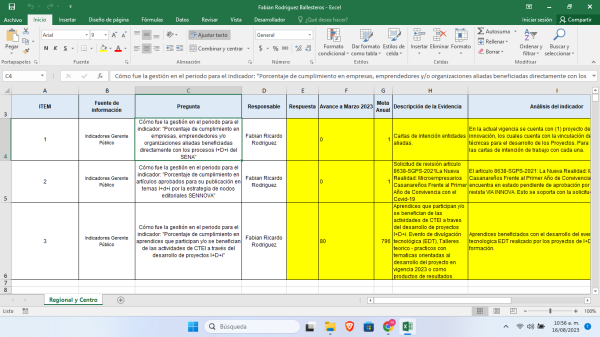 Fabian Rodriguez Ballesteros - Excel
Archivo Inicio Insertar Diseño de página Fórmulas Datos Revisar Vista Desarrollador ¿Qué desea hacer? Iniciar sesión Compartir
Pegar Arial 9 Ajustar texto General Formato condicional Dar formato como tabla Estilos de celda Insertar Eliminar Formato Autosuma Rellenar Borrar Ordenar y filtrar Buscar y seleccionar
Combinar y centrar
Portapapeles Fuente Alineación Número Estilos Celdas Modificar
C4 Cómo fue la gestión en el periodo para el indicador: "Porcentaje de cumplimiento en empresas, emprendedores y/o organizaciones aliadas beneficiadas directamente con los
A B C D E F G H I
3 ITEM Fuente de información Pregunta Responsable Respuesta Avance a Marzo 2023 Meta Anual Descripción de la Evidencia Análisis del indicador
4
1
Indicadores Gerente Público
Cómo fue la gestión en el periodo para el
indicador: "Porcentaje de cumplimiento en
empresas, emprendedores y/o
organizaciones aliadas beneficiadas
directamente con los procesos I+D+i del
SENA"
Fabian Ricardo Rodriguez
0
1
Cartas de intención entidades
aliadas.
En la actual vigencia se cuenta con (1) proyecto de
innovación, los cuales cuenta con la vinculación de
técnicas para el desarrollo de los Proyectos. Para
las cartas de intención de trabajo con cada una.
5
2
Indicadores Gerente Público
Cómo fue la gestión en el periodo para el
indicador: "Porcentaje de cumplimiento en
artículos aprobados para su publicación en
temas I+d+i por la estrategia de nodos
editoriales SENNOVA"
Fabian Ricardo Rodriguez
0
1
Solicitud de revisión artículo
8638-SGPS-2021La Nueva
Realidad: Microempresarios
Casanareños Frente al Primer
Año de Convivencia con el
Covid-19
El artículo 8638-SGPS-2021: La Nueva Realidad:
Casanareños Frente al Primer Año de Convivencia
encuentra en estado pendiente de aprobación por
revista VIA INNOVA. Esto se soporta con la solicitu
6
3
Indicadores Gerente Público
Cómo fue la gestión en el periodo para el
indicador: "Porcentaje de cumplimiento en
aprendices que participan y/o se benefician
de las actividades de CTEI a través del
desarrollo de proyectos I+D+i"
Fabian Ricardo Rodriguez
80
796
Aprendices que participan y/o
se benefician de las
actividades de CTEI a traves
del desarrollo de proyectos
I+D+i. Evento de divulgación
tecnológica (EDT), Talleres
teorico - practicos con
tematicas orientadas al
desarrollo de proyecto en
vigencia 2023 o como
productos de resultados
Aprendices beneficiados con el desarrollo del even
tecnologica EDT realizado por los proyectos de I+D
formación.
7
8
Regional y Centro
Listo 100%
Búsqueda
10:56 a. m.
16/08/2023